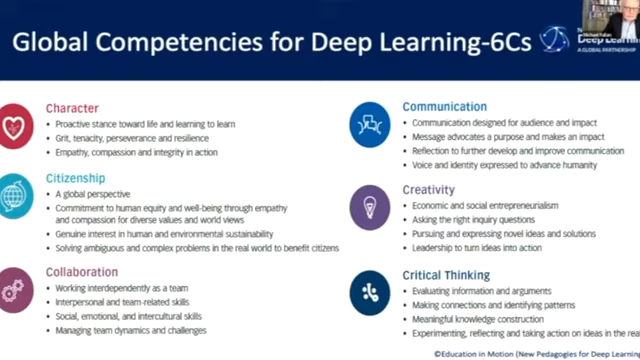 Global Competencies for Deep Learning-6Cs
Michael Fullan
Deep Learn
A GLOBAL PARTNERSHIP
Character
• Proactive stance toward life and learning to learn
• Grit, tenacity, perseverance and resilience
• Empathy, compassion and integrity in action
Citizenship
• A global perspective
• Commitment to human equity and well-being through empathy
and compassion for diverse values and world views
• Genuine interest in human and environmental sustainability
• Solving ambiguous and complex problems in the real world to benefit citizens
Collaboration
• Working interdependently as a team
• Interpersonal and team-related skills
• Social, emotional, and intercultural skills
• Managing team dynamics and challenges
Communication
• Communication designed for audience and impact
• Message advocates a purpose and makes an impact
• Reflection to further develop and improve communication
• Voice and identity expressed to advance humanity
Creativity
• Economic and social entrepreneurialism
• Asking the right inquiry questions
• Pursuing and expressing novel ideas and solutions
• Leadership to turn ideas into action
Critical Thinking
• Evaluating information and arguments
• Making connections and identifying patterns
• Meaningful knowledge construction
• Experimenting, reflecting and taking action on ideas in the rea
©Education in Motion (New Pedagogies for Deep Learning